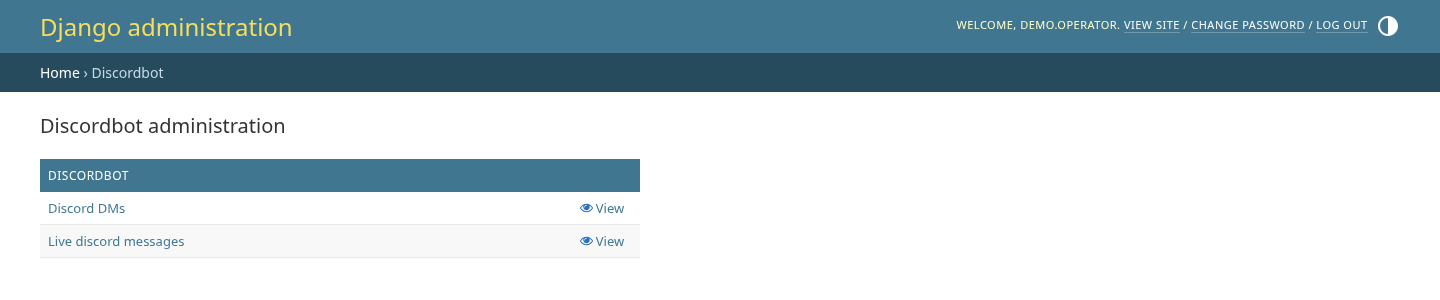 Django administration
WELCOME, DEMO.OPERATOR. VIEW SITE / CHANGE PASSWORD / LOG OUT
Home › Discordbot
Discordbot administration
DISCORDBOT
Discord DMs View
Live discord messages View